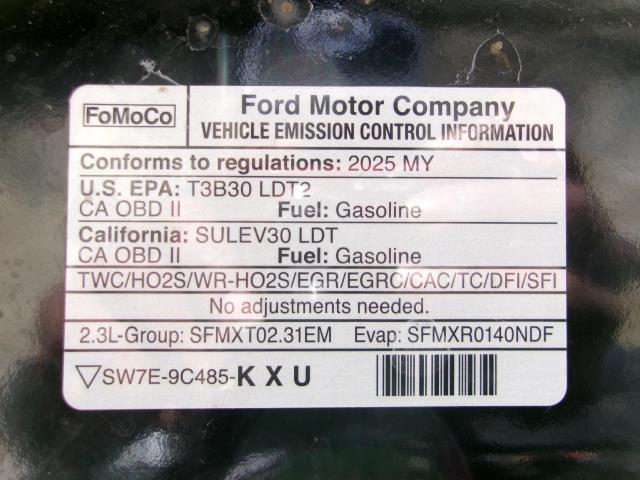 FoMoCo
Ford Motor Company
VEHICLE EMISSION CONTROL INFORMATION
Conforms to regulations: 2025 MY
U.S. EPA: T3B30 LDT2
CA OBD II Fuel: Gasoline
California: SULEV30 LDT
CA OBD II Fuel: Gasoline
TWC/HO2S/WR-HO2S/EGR/EGRC/CAC/TC/DFI/SFI
No adjustments needed.
2.3L-Group: SFMXT02.31EM Evap: SFMXR0140NDF
▽SW7E-9C485-K X U